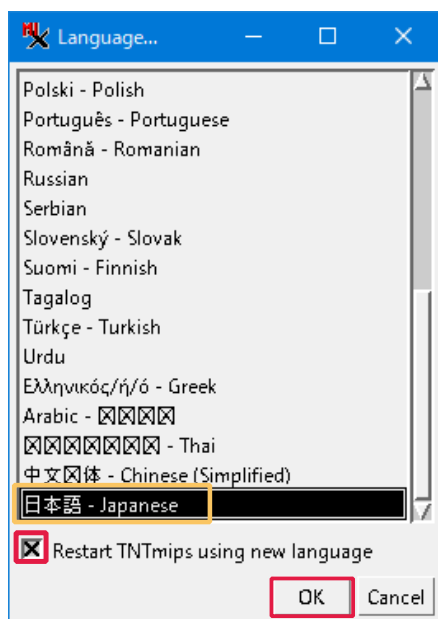 Language...
Polski - Polish
Português - Portuguese
Română - Romanian
Russian
Serbian
Slovenský - Slovak
Suomi - Finnish
Tagalog
Türkçe - Turkish
Urdu
Ελληνικός/ή/ό - Greek
Arabic -
- Thai
中文体 - Chinese (Simplified)
日本語 - Japanese
Restart TNTmips using new language
OK Cancel